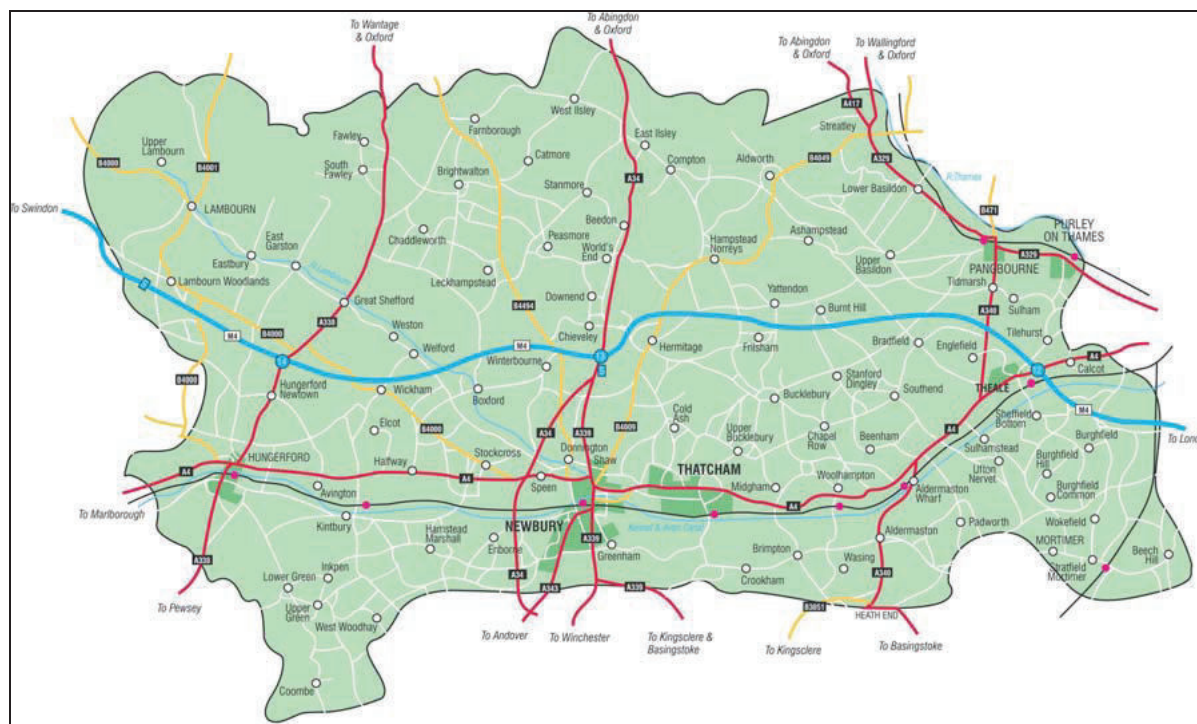 To Wantage
& Oxford
To Abingdon
& Oxford
To Abingdon
& Oxford
To Wallingford
& Oxford
A417
West Ilsley
Farnborough
Streatley
Upper
Lambourn
Fawley
East Ilsley
B4000
B4001
South
Fawley
Catmore
Compton
Aldworth
B4049
A329
R.Thames
Brightwalton
Stanmore
A34
Lower Basildon
To Swindon
LAMBOURN
B471
Beedon
PURLEY
ON THAMES
East
Garston
Chaddleworth
Peasmore
World's
End
Hampstead
Norreys
Ashampstead
Eastbury
R.Lambourn
Upper
Basildon
A329
PANGBOURNE
Lambourn Woodlands
Leckhampstead
Tidmarsh
Great Shefford
Downend
Yattendon
Sulham
B4494
Burnt Hill
A340
A338
Weston
Chieveley
Tilehurst
M4
B4000
Welford
M4
Winterbourne
13
Hermitage
Frilsham
Bradfield
Englefield
A4
14
12
Calcot
B4000
Hungerford
Newtown
Wickham
Boxford
Stanford
Dingley
Southend
THEALE
Bucklebury
M4
Elcot
Cold
Ash
Sheffield
Bottom
To Lond
B4000
A34
A339
B4009
Upper
Bucklebury
Chapel
Row
Beenham
A4
Sulhamstead
Burghfield
HUNGERFORD
Stockcross
Donnington
Shaw
Burghfield
Hill
A4
Halfway
A4
Speen
THATCHAM
Midgham
Woolhampton
Ufton
Nervet
Avington
Aldermaston
Wharf
Burghfield
Common
To Marlborough
Kintbury
A4
NEWBURY
Kennet & Avon Canal
Hamstead
Marshall
Enborne
A339
Greenham
Aldermaston
Padworth
Wokefield
MORTIMER
Brimpton
Wasing
Beech
Hill
A338
Inkpen
Lower Green
A34
A343
A339
Crookham
A340
Stratfield
Mortimer
To Pewsey
Upper
Green
West Woodhay
B3051
HEATH END
To Andover
To Winchester
To Kingsclere &
Basingstoke
To Kingsclere
To Basingstoke
Coombe